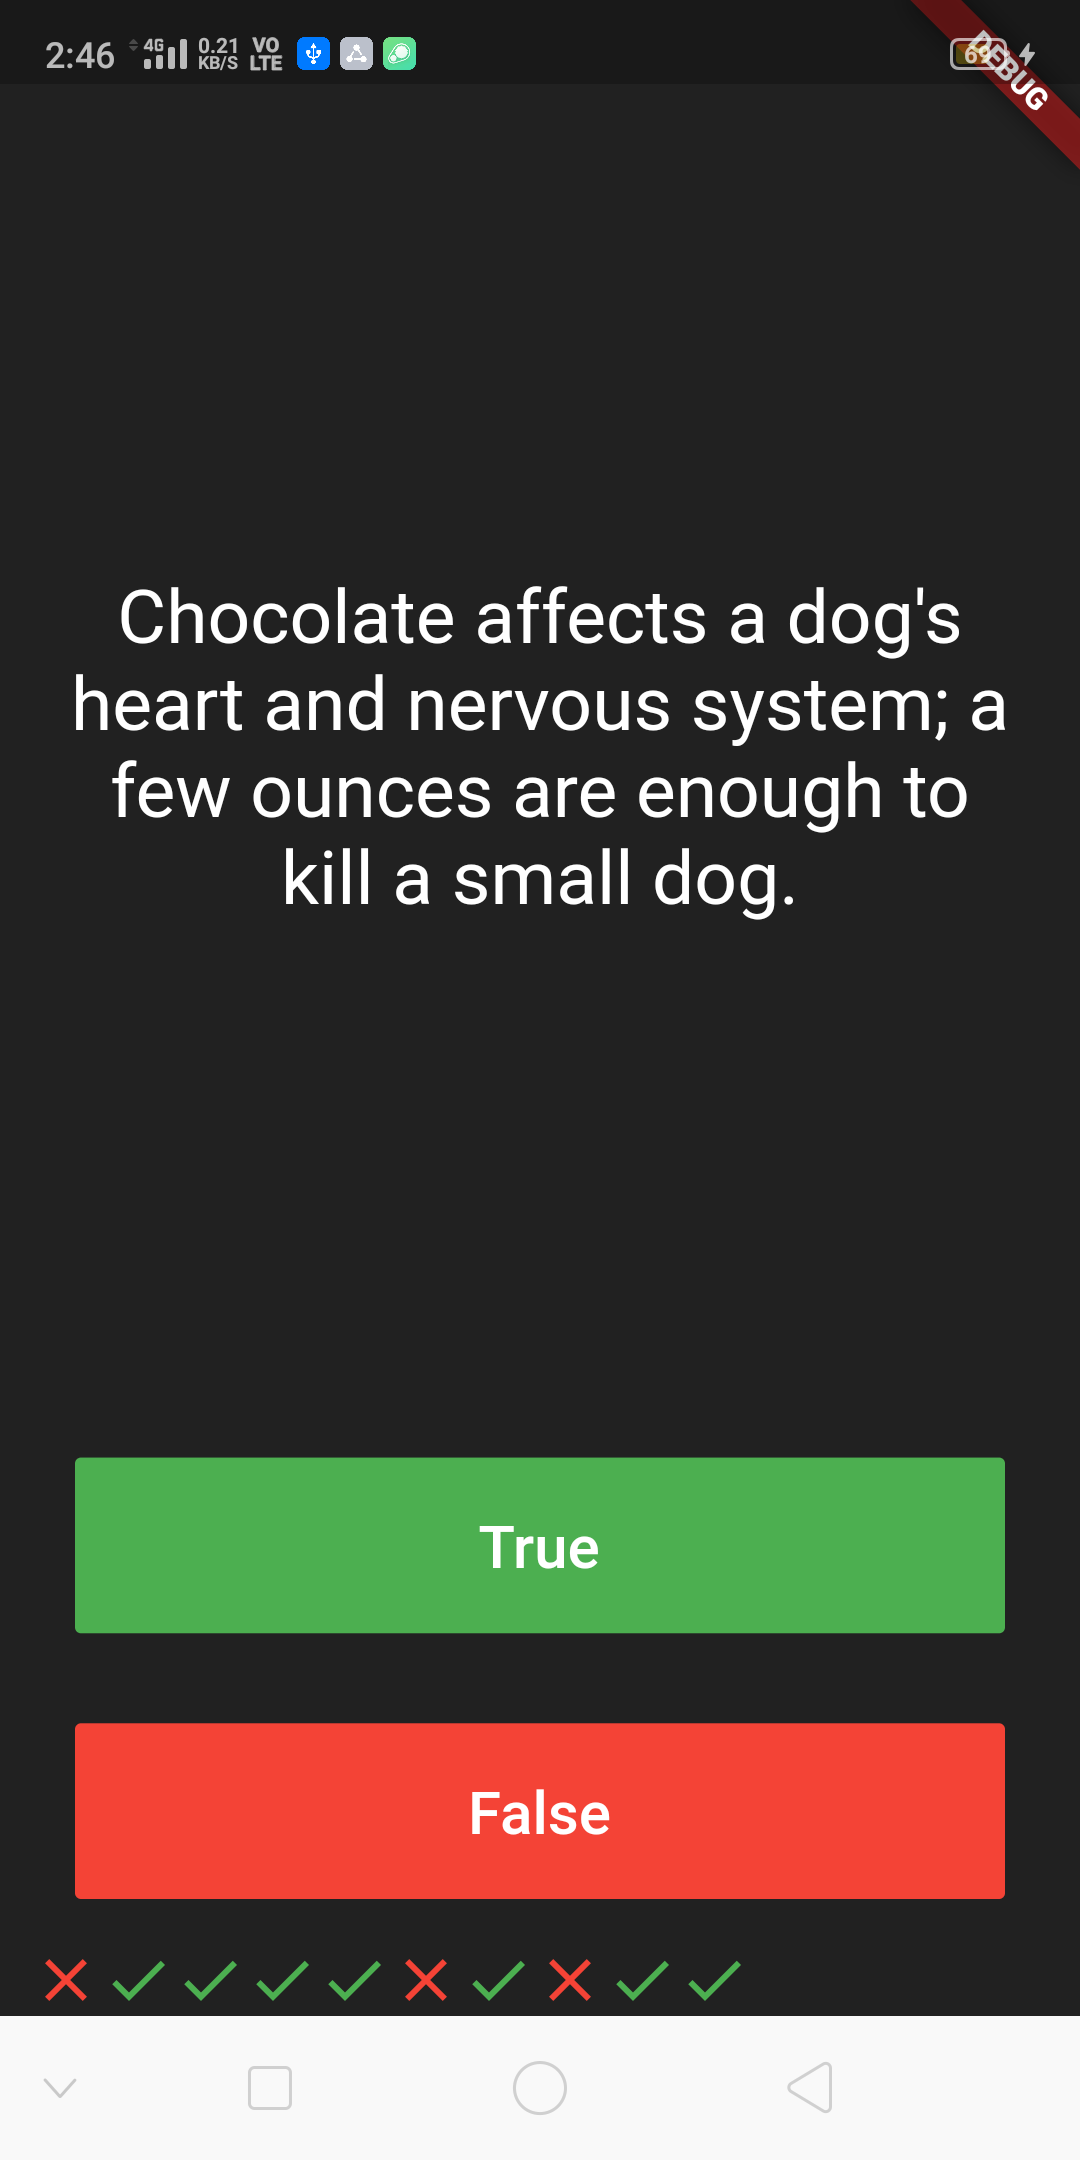 2:46 4G 0.21 KB/S VO LTE 69
DEBUG
Chocolate affects a dog's
heart and nervous system; a
few ounces are enough to
kill a small dog.
True
False